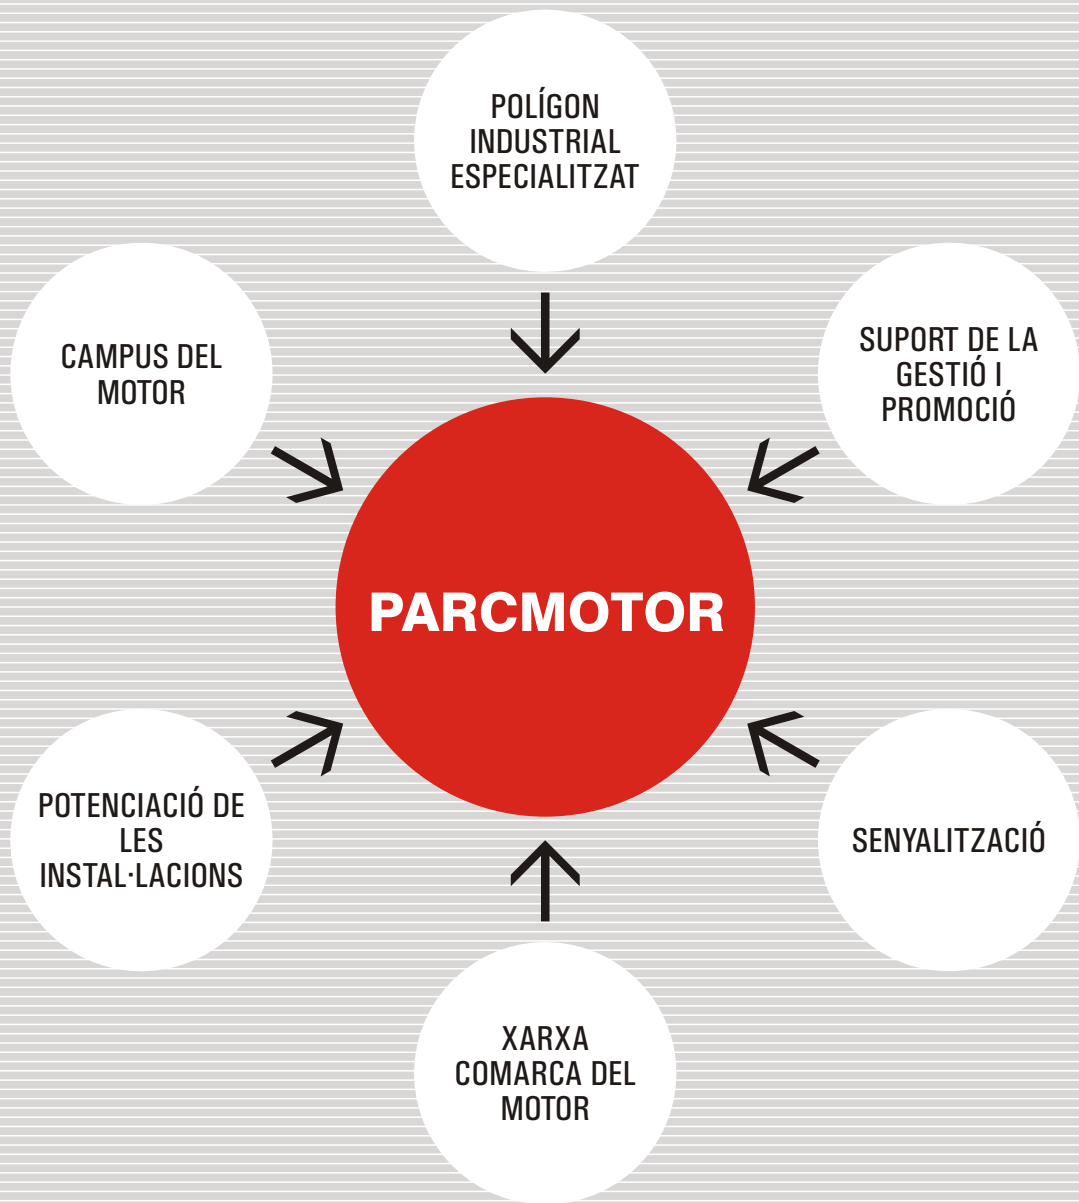 POLÍGON
INDUSTRIAL
ESPECIALITZAT
CAMPUS DEL
MOTOR
SUPORT DE LA
GESTIÓ I
PROMOCIÓ
PARCMOTOR
POTENCIACIÓ DE
LES
INSTAL·LACIONS
SENYALITZACIÓ
XARXA
COMARCA DEL
MOTOR